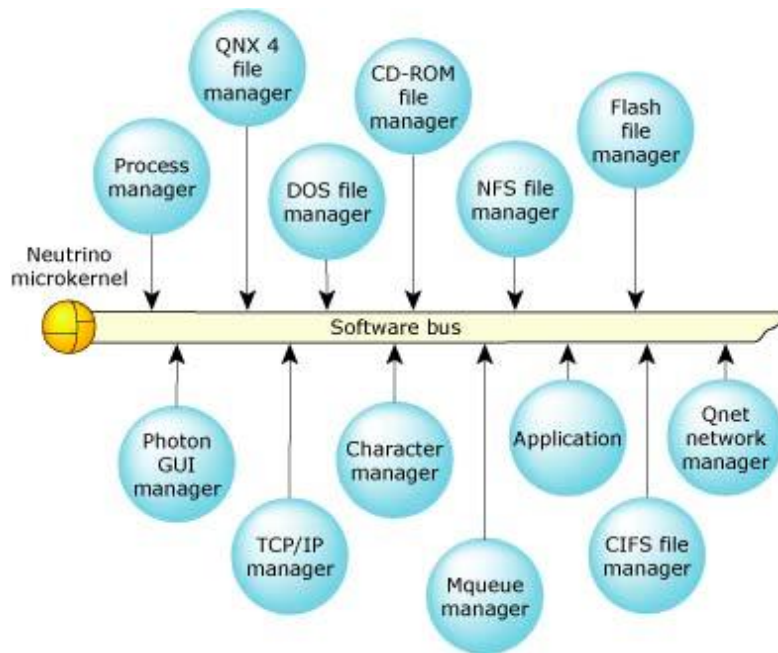 QNX 4
file
manager
CD-ROM
file
manager
Flash
file
manager
Process
manager
DOS file
manager
NFS file
manager
Neutrino
microkernel
Software bus
Photon
GUI
manager
Character
manager
Application
Qnet
network
manager
TCP/IP
manager
Mqueue
manager
CIFS file
manager